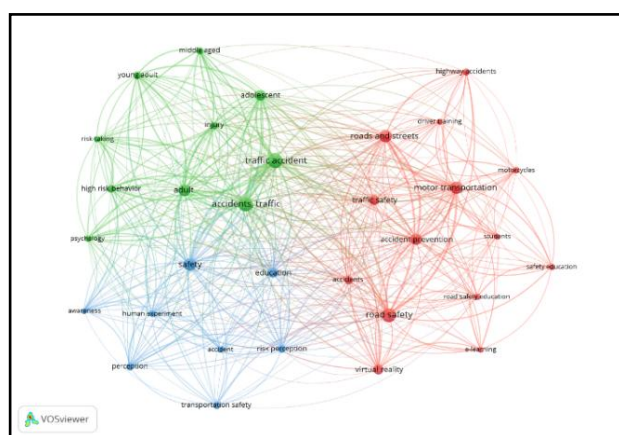 middle aged
young adult
highway accidents
adolescent
driver training
injury
roads and streets
risk taking
traffic accident
motorcycles
high risk behavior
adult
motor transportation
traffic safety
accidents, traffic
psychology
accident prevention
students
safety
education
safety education
accidents
road safety education
awareness
human experiment
road safety
accident
risk perception
e-learning
perception
virtual reality
transportation safety
VOSviewer